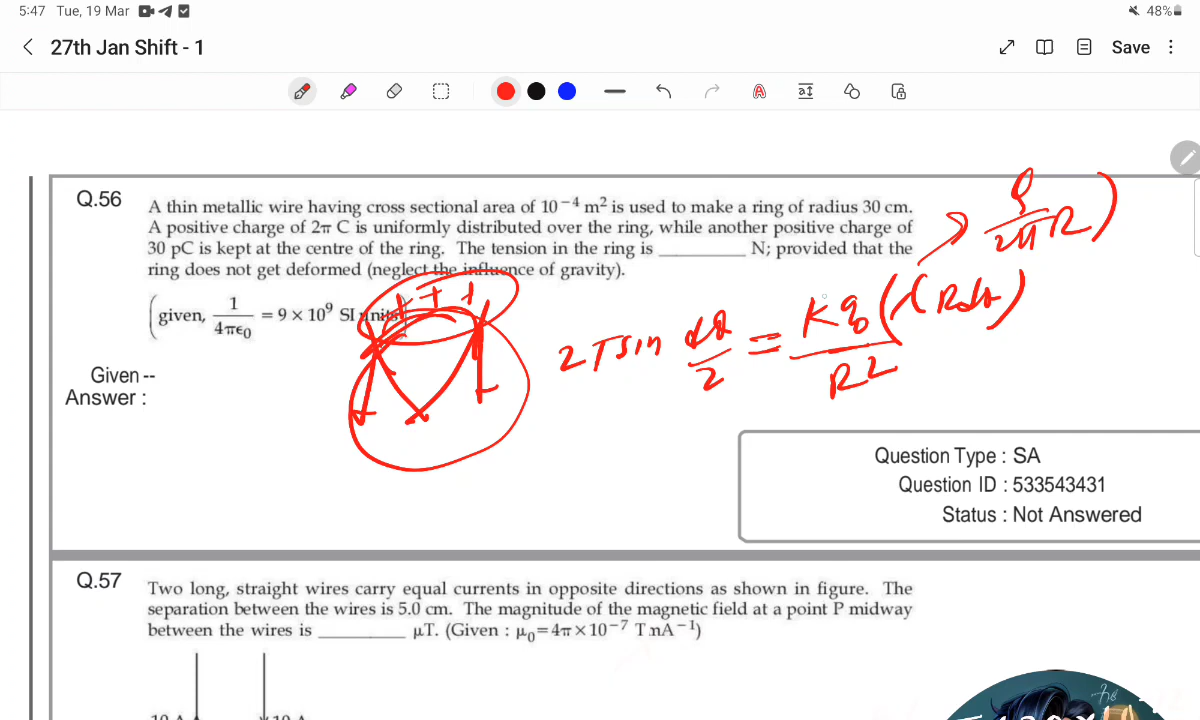 5:47 Tue, 19 Mar 48%
27th Jan Shift - 1 Save
Q.56 A thin metallic wire having cross sectional area of 10⁻⁴ m² is used to make a ring of radius 30 cm.
A positive charge of 2π C is uniformly distributed over the ring, while another positive charge of
30 pC is kept at the centre of the ring. The tension in the ring is ________ N; provided that the
ring does not get deformed (neglect the influence of gravity).
(given, 1/4πϵ₀ = 9 × 10⁹ SI units)
+ + +
2T sin dθ/2 = K q₀ (λ (R dθ)) / R²
→ Q/2πR)
Given --
Answer :
Question Type : SA
Question ID : 533543431
Status : Not Answered
Q.57 Two long, straight wires carry equal currents in opposite directions as shown in figure. The
separation between the wires is 5.0 cm. The magnitude of the magnetic field at a point P midway
between the wires is ________ μT. (Given : μ₀=4π×10⁻⁷ TmA⁻¹)
10 A 10 A